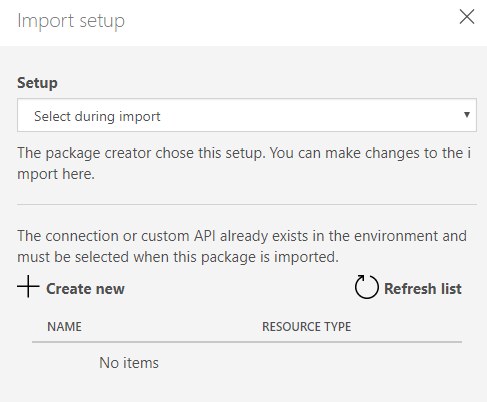 Import setup
Setup
Select during import
The package creator chose this setup. You can make changes to the i
mport here.
The connection or custom API already exists in the environment and
must be selected when this package is imported.
Create new Refresh list
NAME RESOURCE TYPE
No items